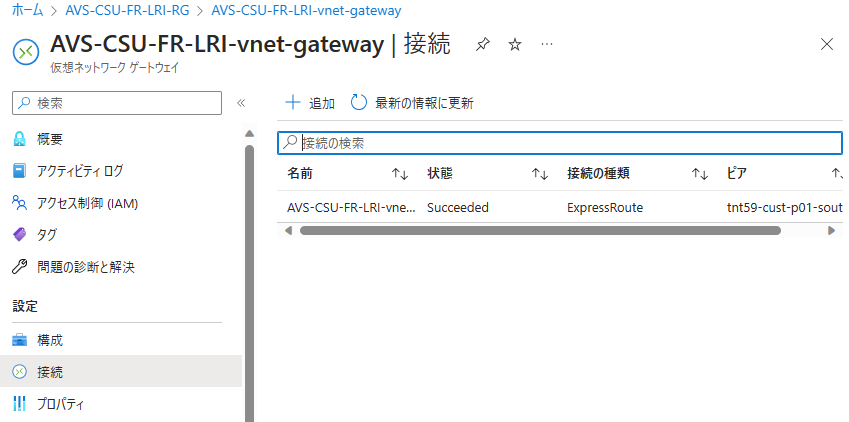 ホーム > AVS-CSU-FR-LRI-RG > AVS-CSU-FR-LRI-vnet-gateway
AVS-CSU-FR-LRI-vnet-gateway | 接続
仮想ネットワーク ゲートウェイ
検索
追加 最新の情報に更新
接続の検索
名前 状態 接続の種類 ピア
AVS-CSU-FR-LRI-vne... Succeeded ExpressRoute tnt59-cust-p01-sout
概要
アクティビティ ログ
アクセス制御 (IAM)
タグ
問題の診断と解決
設定
構成
接続
プロパティ